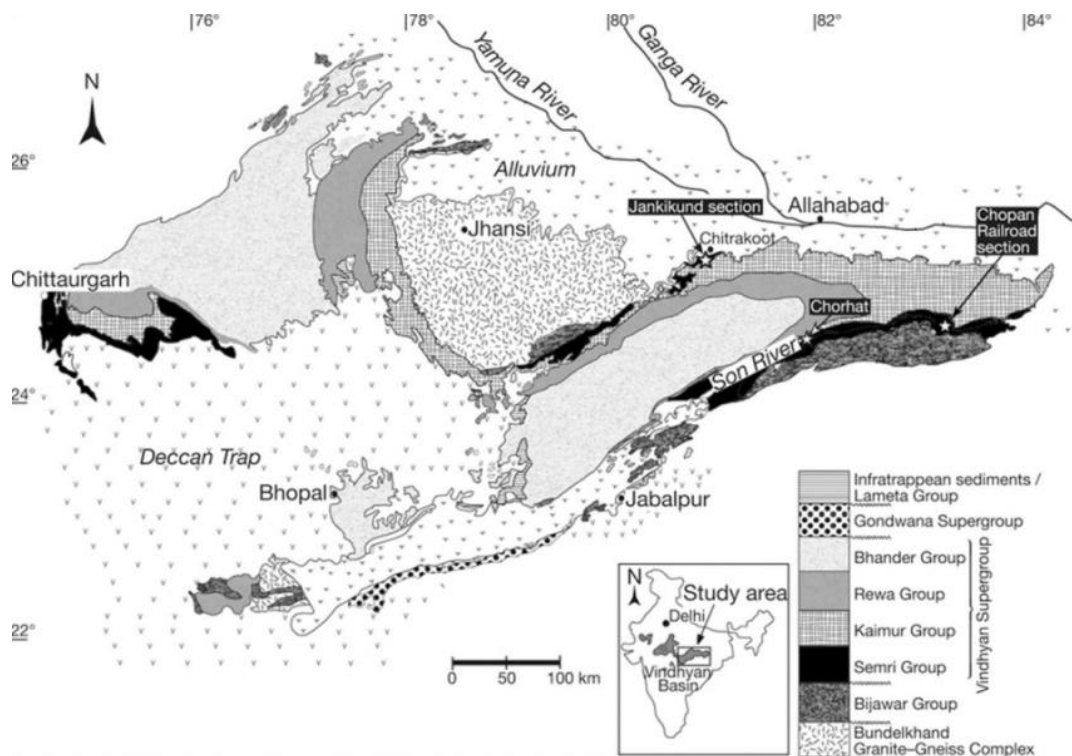 76°
78°
80°
82°
84°
N
Yamuna River
Ganga River
26°
Alluvium
Jankikund section
Allahabad
Chopan
Railroad
section
Jhansi
Chitrakoot
Chittaurgarh
Chorhat
Son River
24°
Deccan Trap
Bhopal
Jabalpur
22°
0 50 100 km
N
Study area
Delhi
Vindhyan
Basin
Infratrappean sediments /
Lameta Group
Gondwana Supergroup
Bhander Group
Rewa Group
Kaimur Group
Semri Group
Vindhyan Supergroup
Bijawar Group
Bundelkhand
Granite–Gneiss Complex